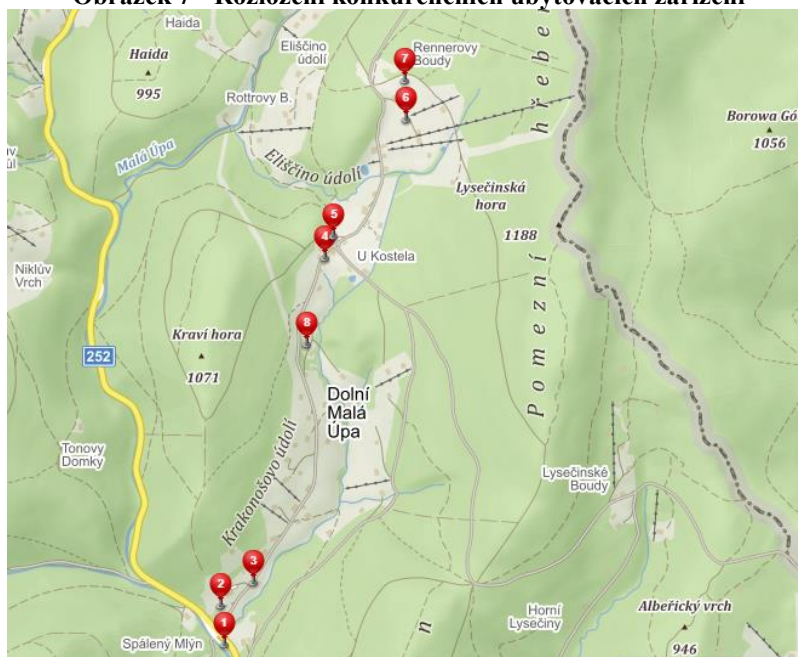 Obrázek 7 - Rozložení konkurenčních ubytovacích zařízení
Haida
Haida
995
Eliščino
údolí
Rennerovy
Boudy
7
6
Rottrovy B.
Malá Úpa
Eliščino údolí
Borowa Gó
1056
Lysečinská
hora
1188
Pomezní hřebe
5
4
U Kostela
Niklův
Vrch
8
Kraví hora
1071
252
Dolní
Malá
Úpa
Tonovy
Domky
Krakonošovo údolí
Lysečinské
Boudy
3
2
1
Spálený Mlýn
n
Horní
Lysečiny
Albeřický vrch
946